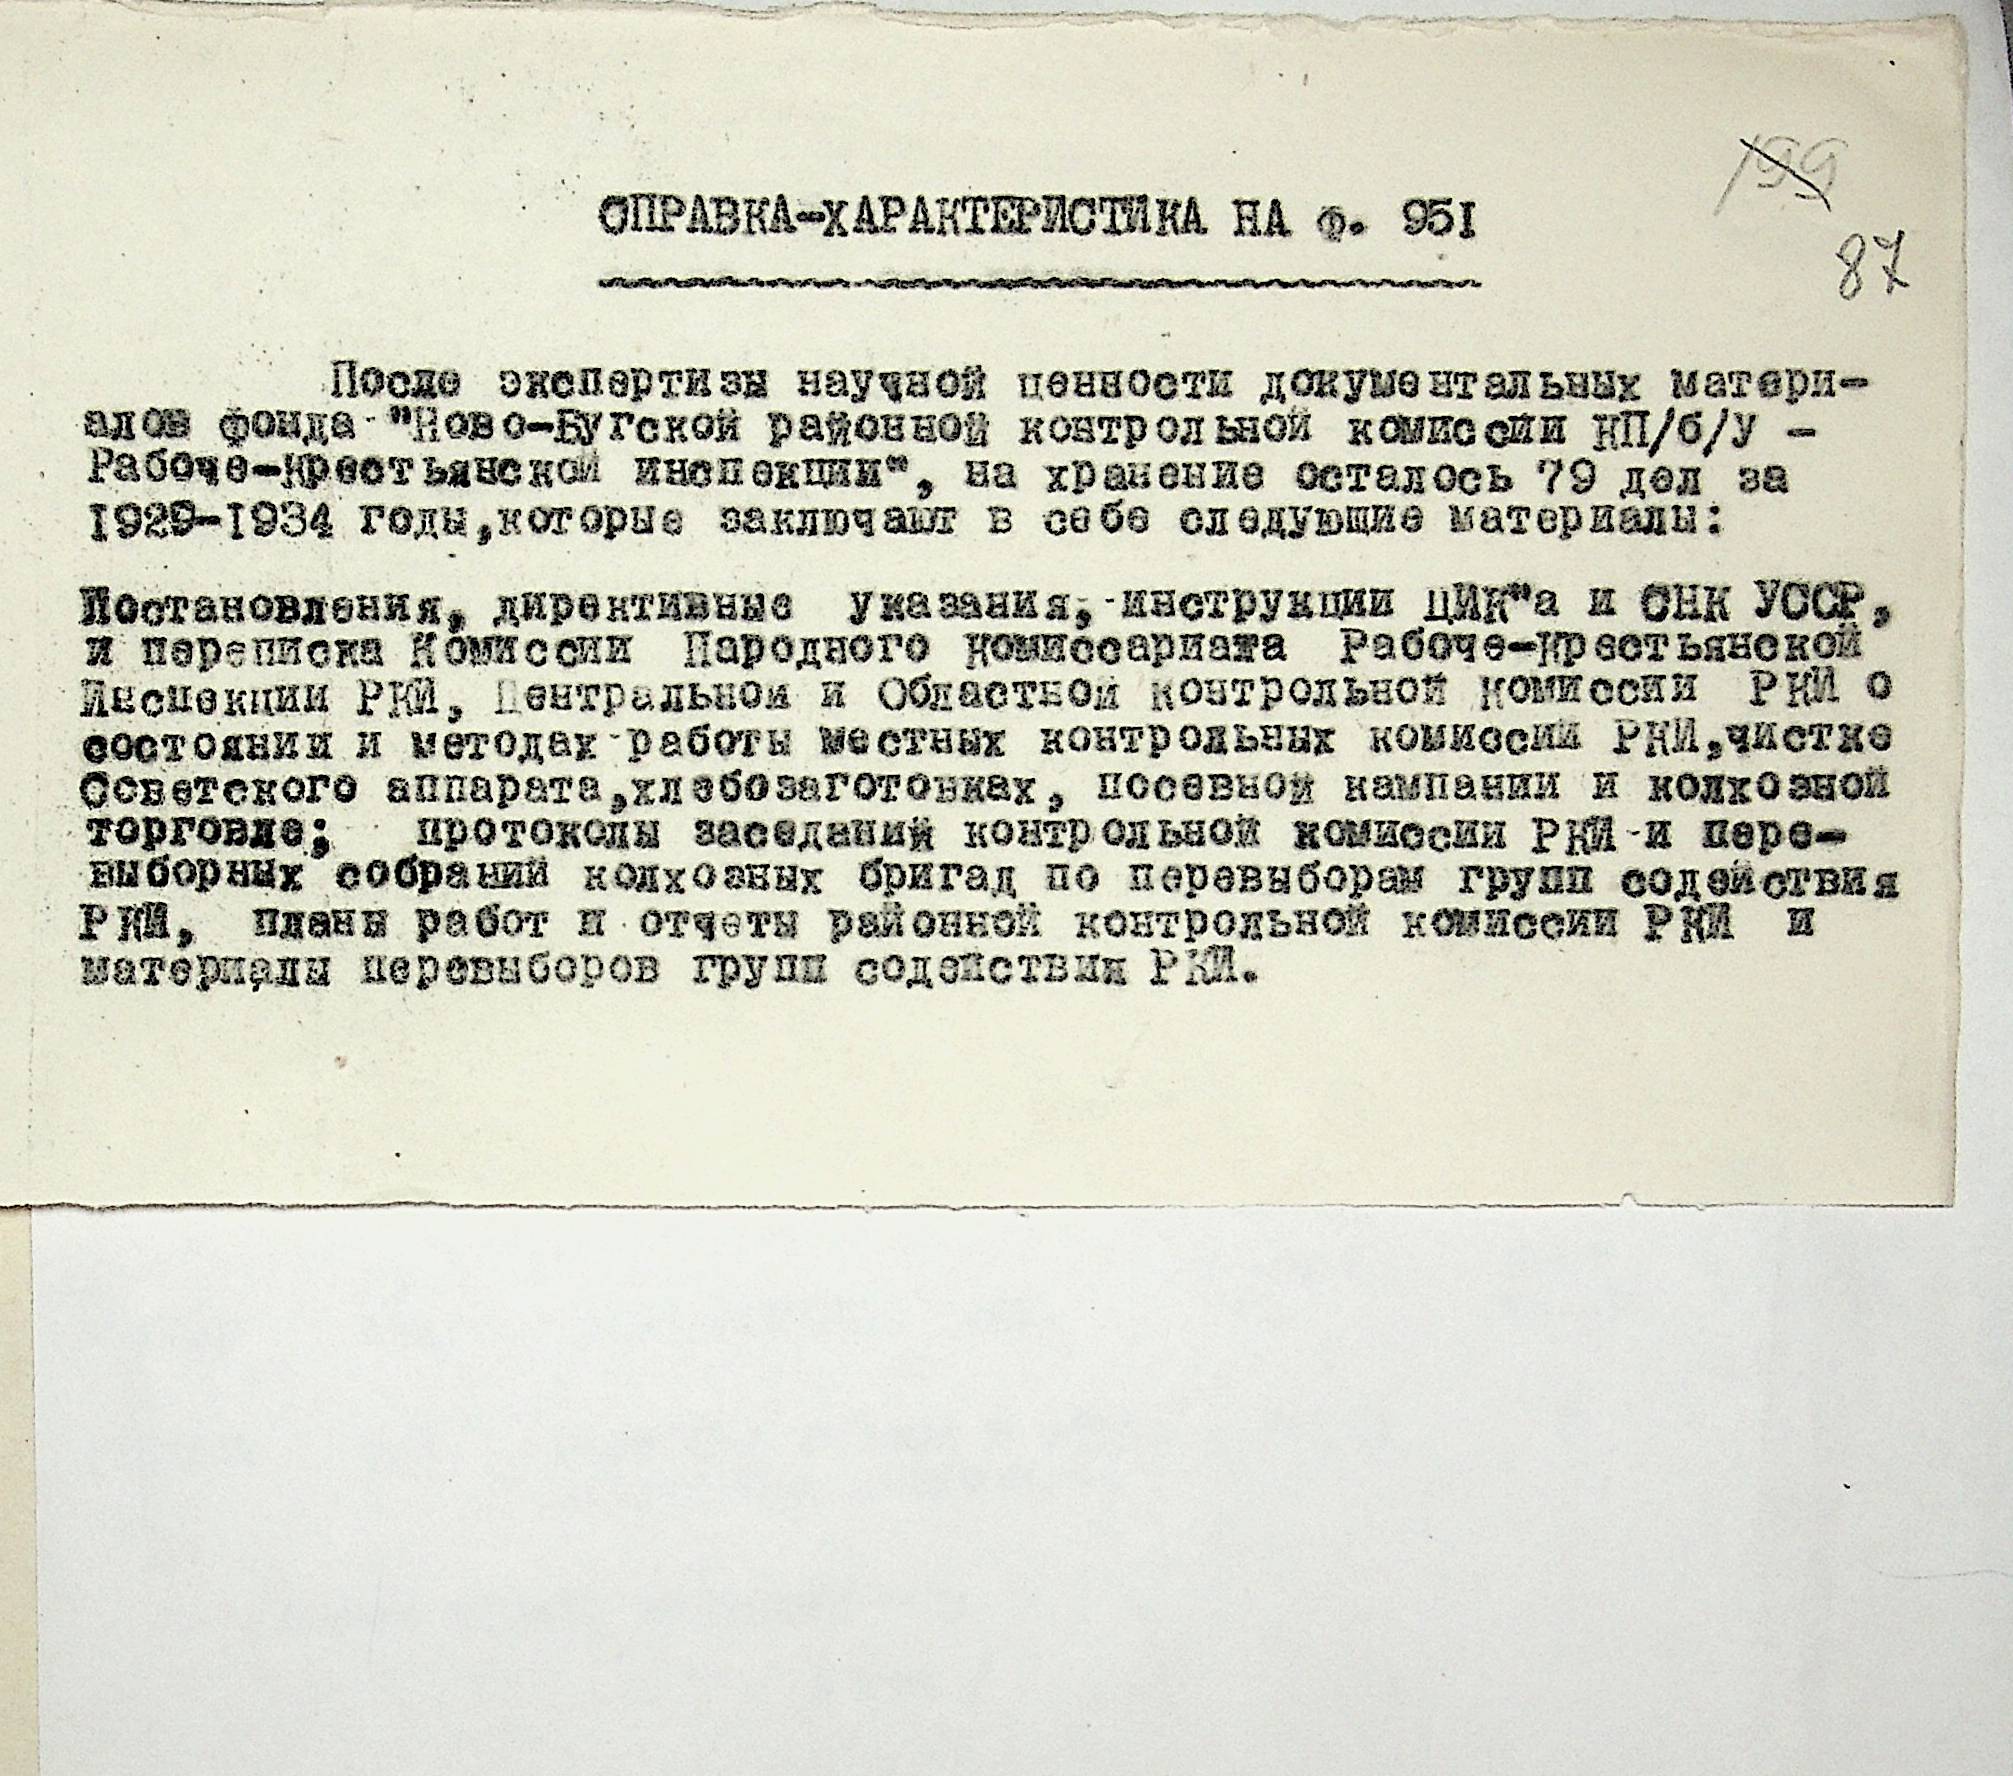 199
87
СПРАВКА-ХАРАКТЕРИСТИКА НА ф. 951
После экспертизы научной ценности документальных матери-
алов фонда "Ново-Бугской районной контрольной комиссии КП/б/У -
Рабоче-Крестьянской инспекции", на хранение осталось 79 дел за
1929-1934 годы,которые заключают в себе следующие материалы:
Постановления, директивные указания, инструкции ЦИК"а и СНК УССР,
и переписка Комиссии Народного Комиссариата Рабоче-Крестьянской
Инспекции РКИ, Центральной и Областной контрольной Комиссии РКИ о
состоянии и методах работы местных контрольных комиссий РКИ,чистке
Советского аппарата,хлебозаготовках, посевной кампании и колхозной
торговле; протоколы заседаний контрольной комиссии РКИ и пере-
выборных собраний колхозных бригад по перевыборам групп содействия
РКИ, планы работ и отчеты районной контрольной комиссии РКИ и
материалы перевыборов групп содействия РКИ.